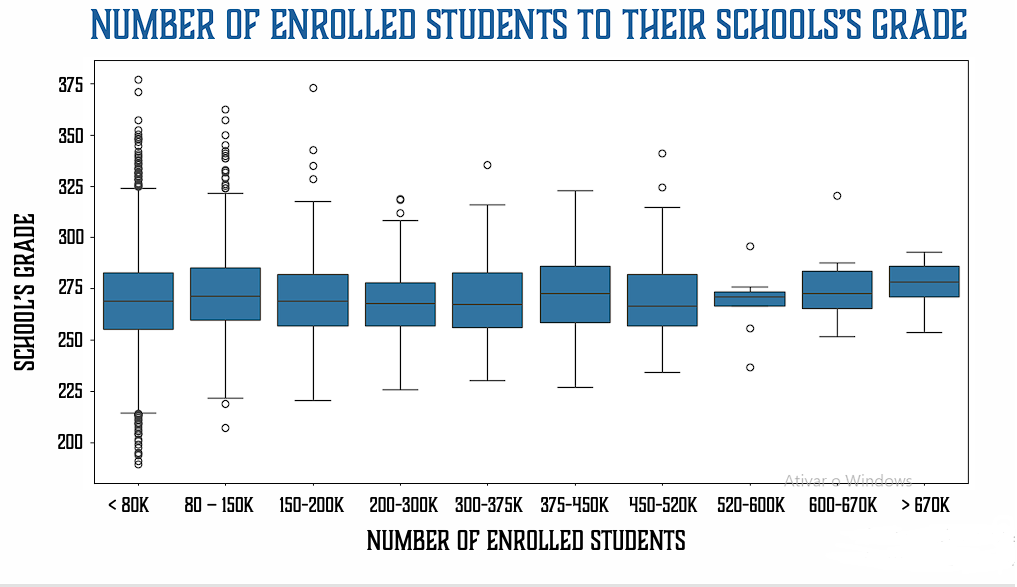 NUMBER OF ENROLLED STUDENTS TO THEIR SCHOOLS'S GRADE
SCHOOL'S GRADE
375
350
325
300
275
250
225
200
Ativar o Windows
< 80K 80 – 150K 150-200K 200-300K 300-375K 375-450K 450-520K 520-600K 600-670K > 670K
NUMBER OF ENROLLED STUDENTS